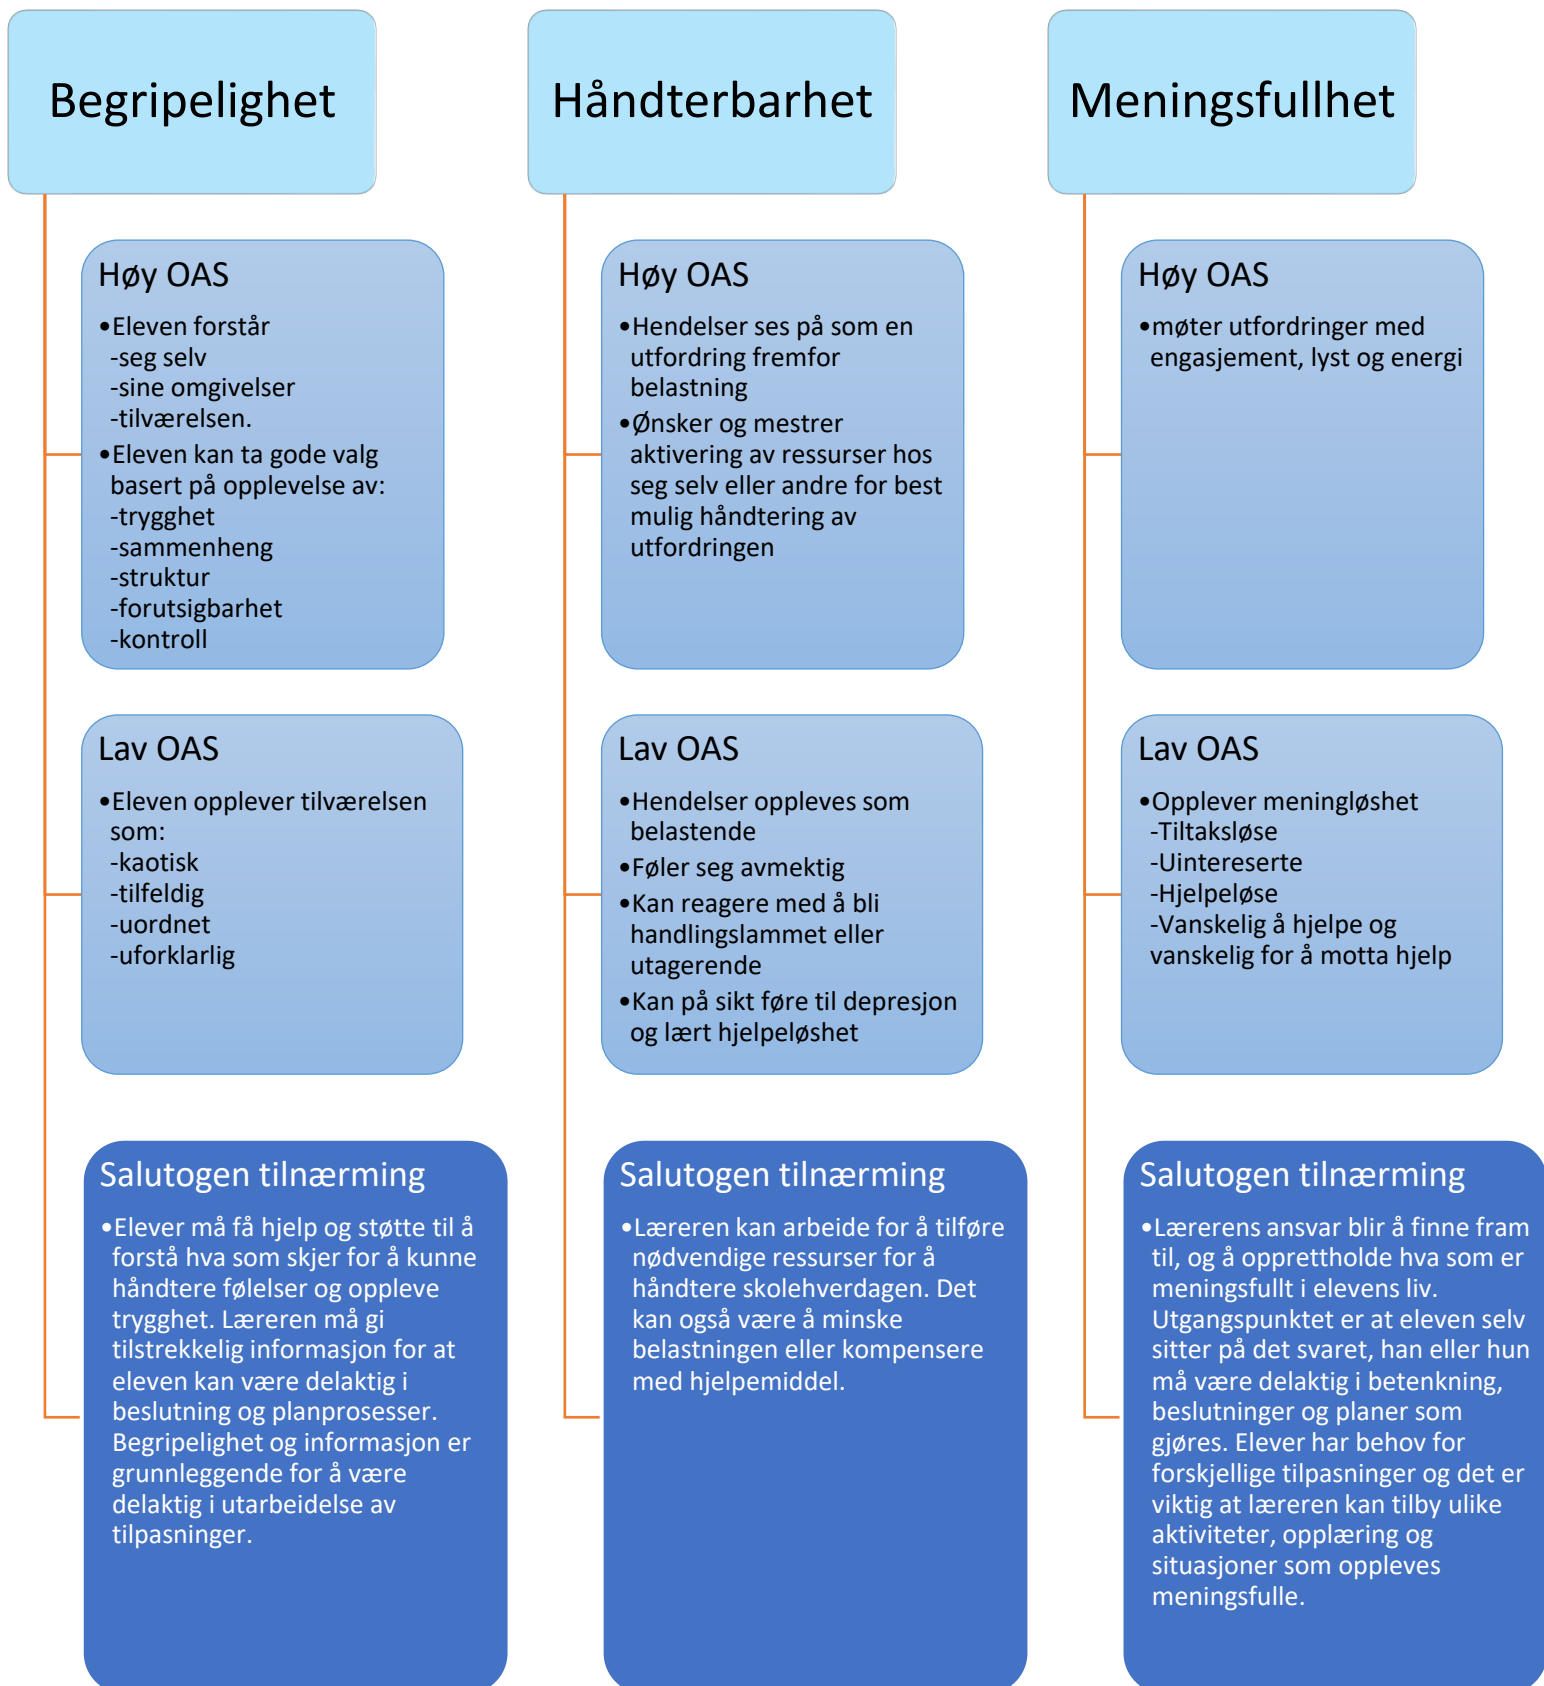 Begripelighet
Høy OAS
•Eleven forstår
-seg selv
-sine omgivelser
-tilværelsen.
•Eleven kan ta gode valg
basert på opplevelse av:
-trygghet
-sammenheng
-struktur
-forutsigbarhet
-kontroll
Lav OAS
•Eleven opplever tilværelsen
som:
-kaotisk
-tilfeldig
-uordnet
-uforklarlig
Salutogen tilnærming
•Elever må få hjelp og støtte til å
forstå hva som skjer for å kunne
håndtere følelser og oppleve
trygghet. Læreren må gi
tilstrekkelig informasjon for at
eleven kan være delaktig i
beslutning og planprosesser.
Begripelighet og informasjon er
grunnleggende for å være
delaktig i utarbeidelse av
tilpasninger.
Håndterbarhet
Høy OAS
•Hendelser ses på som en
utfordring fremfor
belastning
•Ønsker og mestrer
aktivering av ressurser hos
seg selv eller andre for best
mulig håndtering av
utfordringen
Lav OAS
•Hendelser oppleves som
belastende
•Føler seg avmektig
•Kan reagere med å bli
handlingslammet eller
utagerende
•Kan på sikt føre til depresjon
og lært hjelpeløshet
Salutogen tilnærming
•Læreren kan arbeide for å tilføre
nødvendige ressurser for å
håndtere skolehverdagen. Det
kan også være å minske
belastningen eller kompensere
med hjelpemiddel.
Meningsfullhet
Høy OAS
•møter utfordringer med
engasjement, lyst og energi
Lav OAS
•Opplever meningløshet
-Tiltaksløse
-Uintereserte
-Hjelpeløse
-Vanskelig å hjelpe og
vanskelig for å motta hjelp
Salutogen tilnærming
•Lærerens ansvar blir å finne fram
til, og å opprettholde hva som er
meningsfullt i elevens liv.
Utgangspunktet er at eleven selv
sitter på det svaret, han eller hun
må være delaktig i betenkning,
beslutninger og planer som
gjøres. Elever har behov for
forskjellige tilpasninger og det er
viktig at læreren kan tilby ulike
aktiviteter, opplæring og
situasjoner som oppleves
meningsfulle.